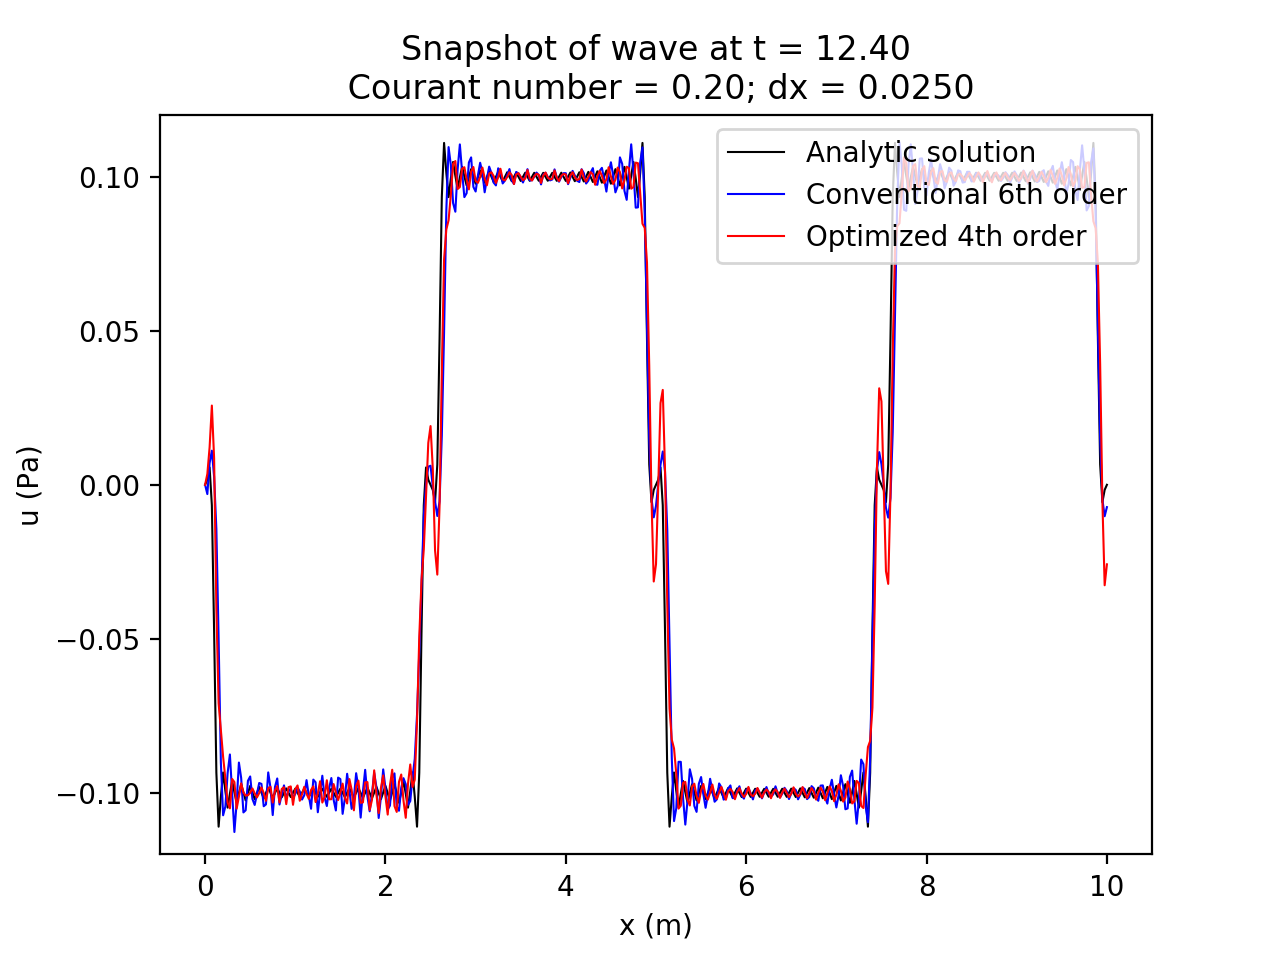 Snapshot of wave at t = 12.40
Courant number = 0.20; dx = 0.0250
Analytic solution
Conventional 6th order
Optimized 4th order
u (Pa)
0.10
0.05
0.00
−0.05
−0.10
0
2
4
6
8
10
x (m)